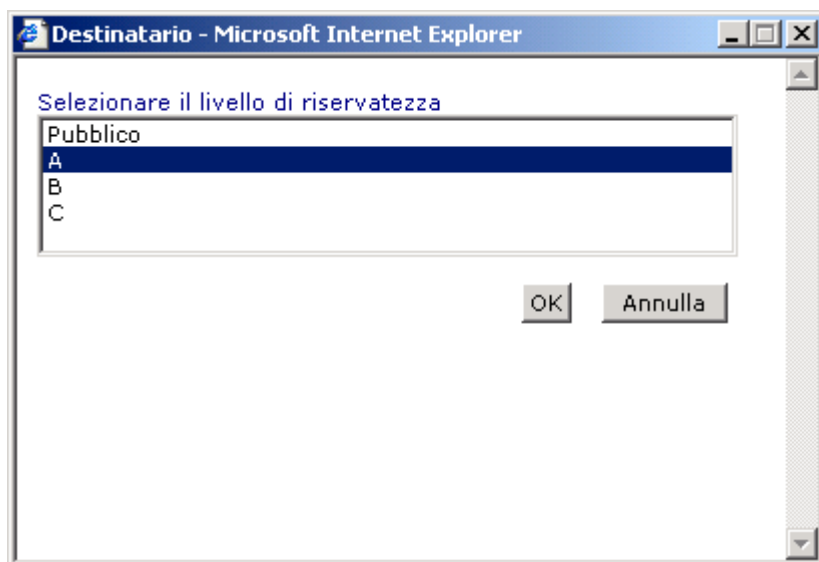 Destinatario - Microsoft Internet Explorer
Selezionare il livello di riservatezza
Pubblico
A
B
C
OK Annulla